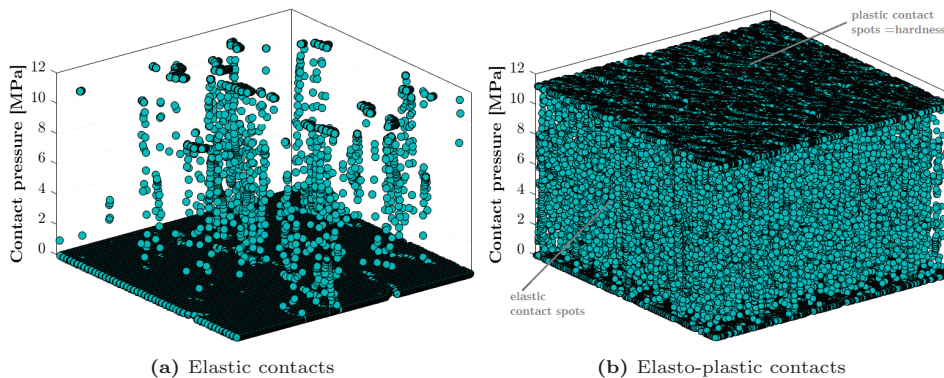 Contact pressure [MPa]
12
10
8
6
4
2
0
(a) Elastic contacts
plastic contact
spots =hardness
Contact pressure [MPa]
12
10
8
6
4
2
0
elastic
contact spots
(b) Elasto-plastic contacts